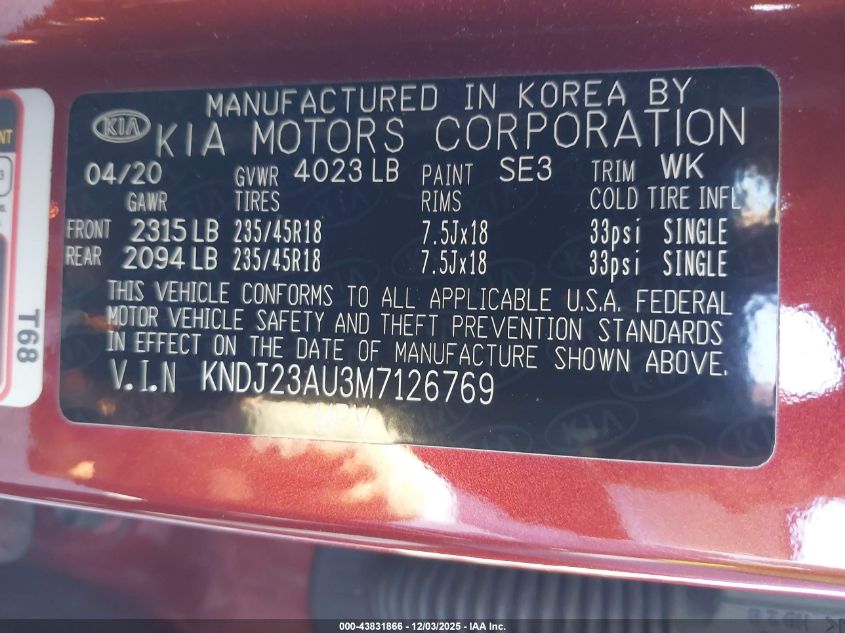 MANUFACTURED IN KOREA BY
KIA KIA MOTORS CORPORATION
04/20 GVWR 4023 LB PAINT SE3 TRIM WK
GAWR TIRES RIMS COLD TIRE INFL
FRONT 2315 LB 235/45R18 7.5Jx18 33psi SINGLE
REAR 2094 LB 235/45R18 7.5Jx18 33psi SINGLE
THIS VEHICLE CONFORMS TO ALL APPLICABLE U.S.A. FEDERAL
MOTOR VEHICLE SAFETY AND THEFT PREVENTION STANDARDS
IN EFFECT ON THE DATE OF MANUFACTURE SHOWN ABOVE.
V.I.N KNDJ23AU3M7126769
MPV
T68
000-43831866 - 12/03/2025 - IAA Inc.